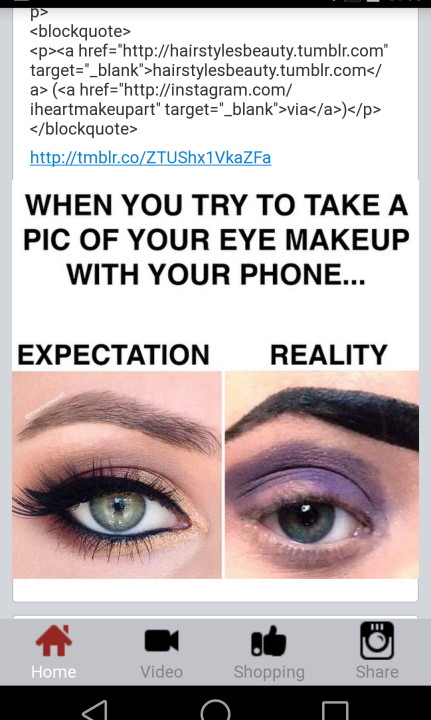 p>
<blockquote>
<p><a href="http://hairstylesbeauty.tumblr.com"
target="_blank">hairstylesbeauty.tumblr.com</
a> (<a href="http://instagram.com/
iheartmakeupart" target="_blank">via</a>)</p>
</blockquote>
http://tmblr.co/ZTUShx1VkaZFa
WHEN YOU TRY TO TAKE A
PIC OF YOUR EYE MAKEUP
WITH YOUR PHONE...
EXPECTATION REALITY
Home Video Shopping Share